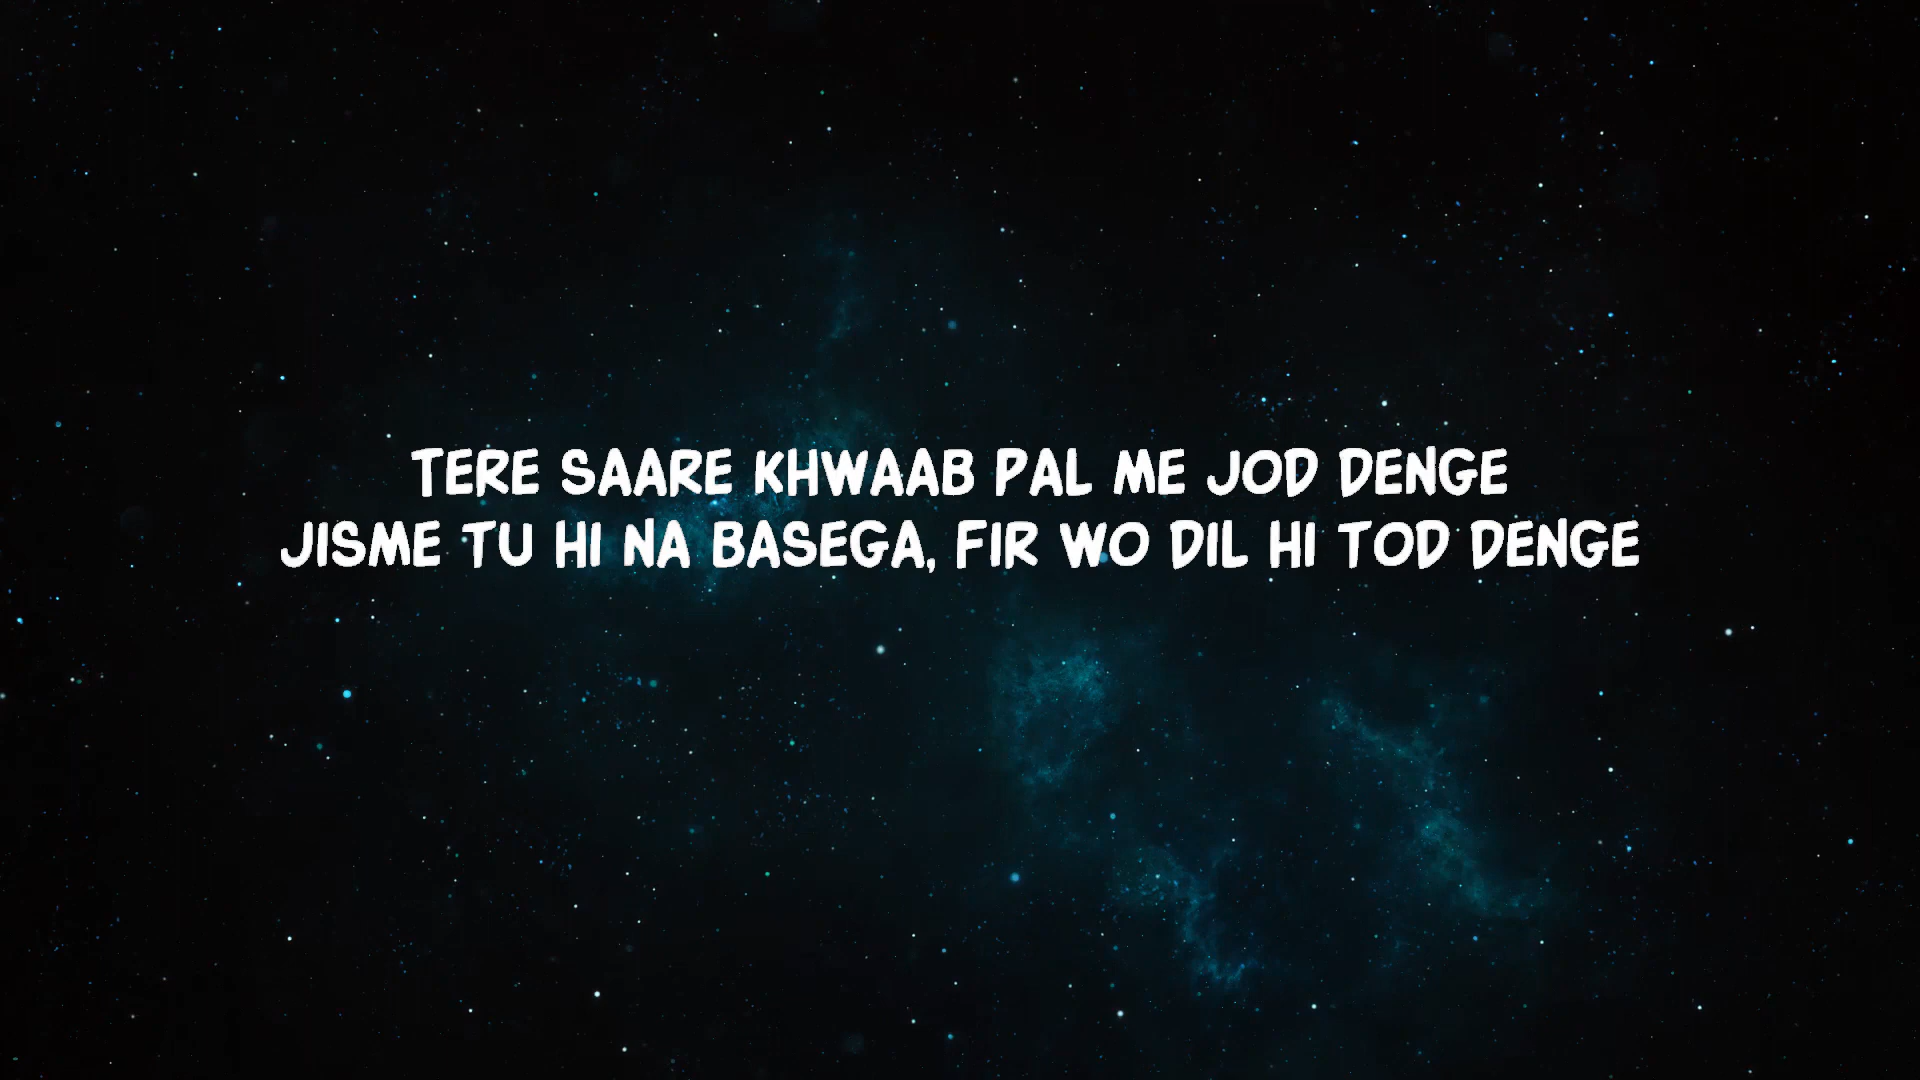 TERE SAARE KHWAAB PAL ME JOD DENGE
JISME TU HI NA BASEGA, FIR WO DIL HI TOD DENGE